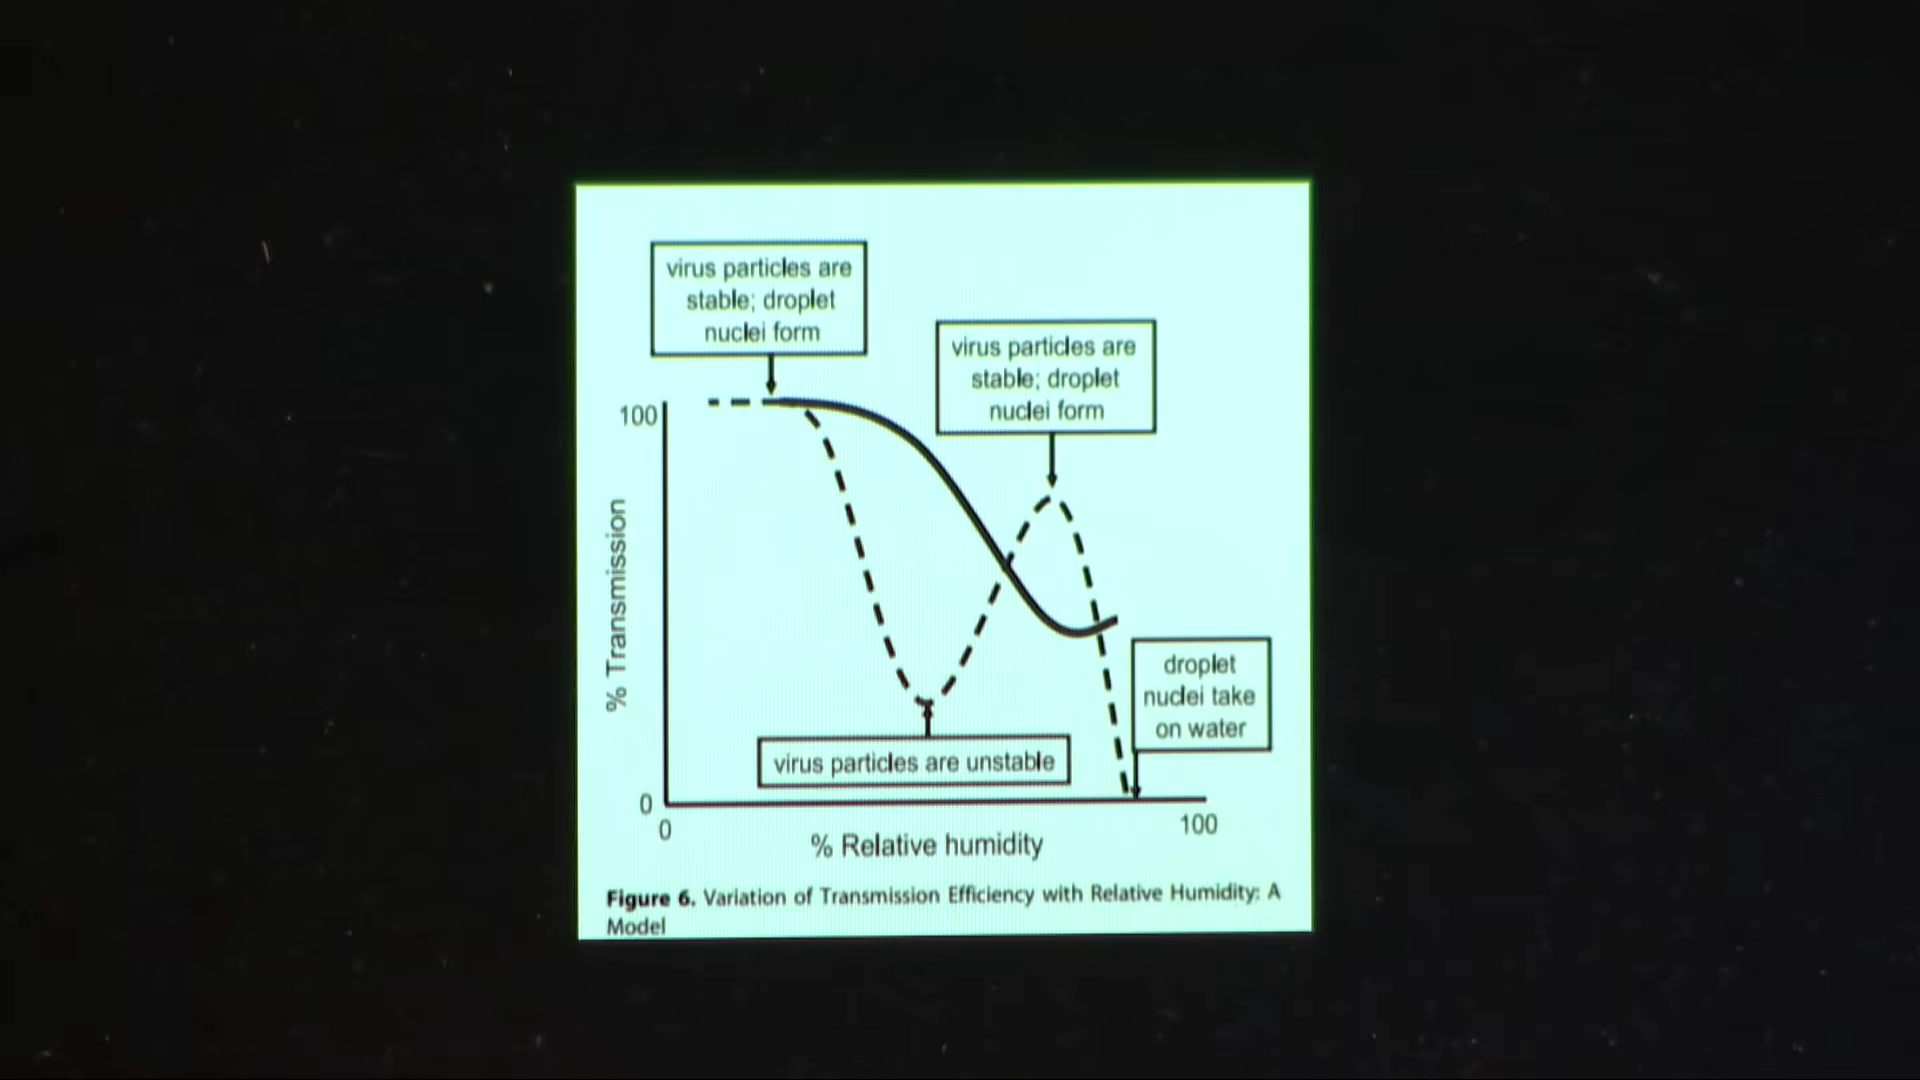 virus particles are
stable; droplet
nuclei form
virus particles are
stable; droplet
nuclei form
100
% Transmission
droplet
nuclei take
on water
virus particles are unstable
0
0
100
% Relative humidity
Figure 6. Variation of Transmission Efficiency with Relative Humidity: A
Model